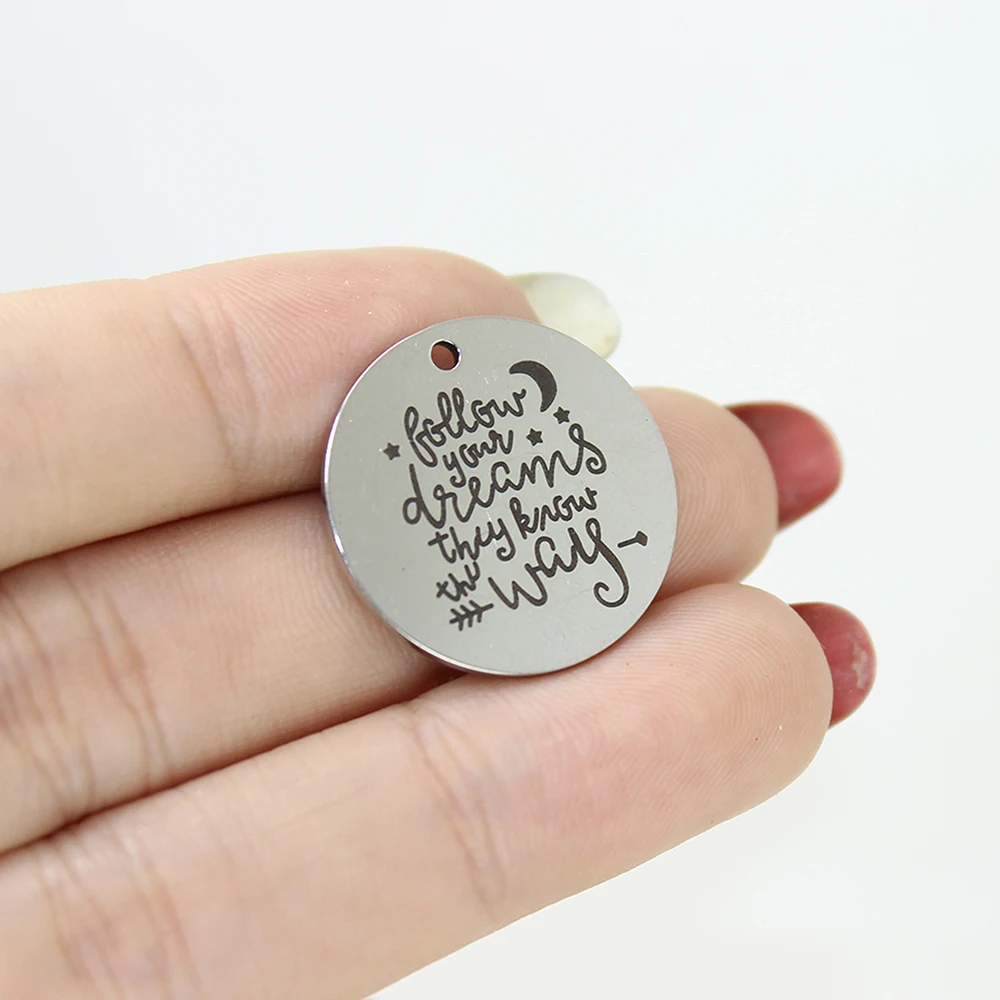 follow
your
dreams
they know
the way